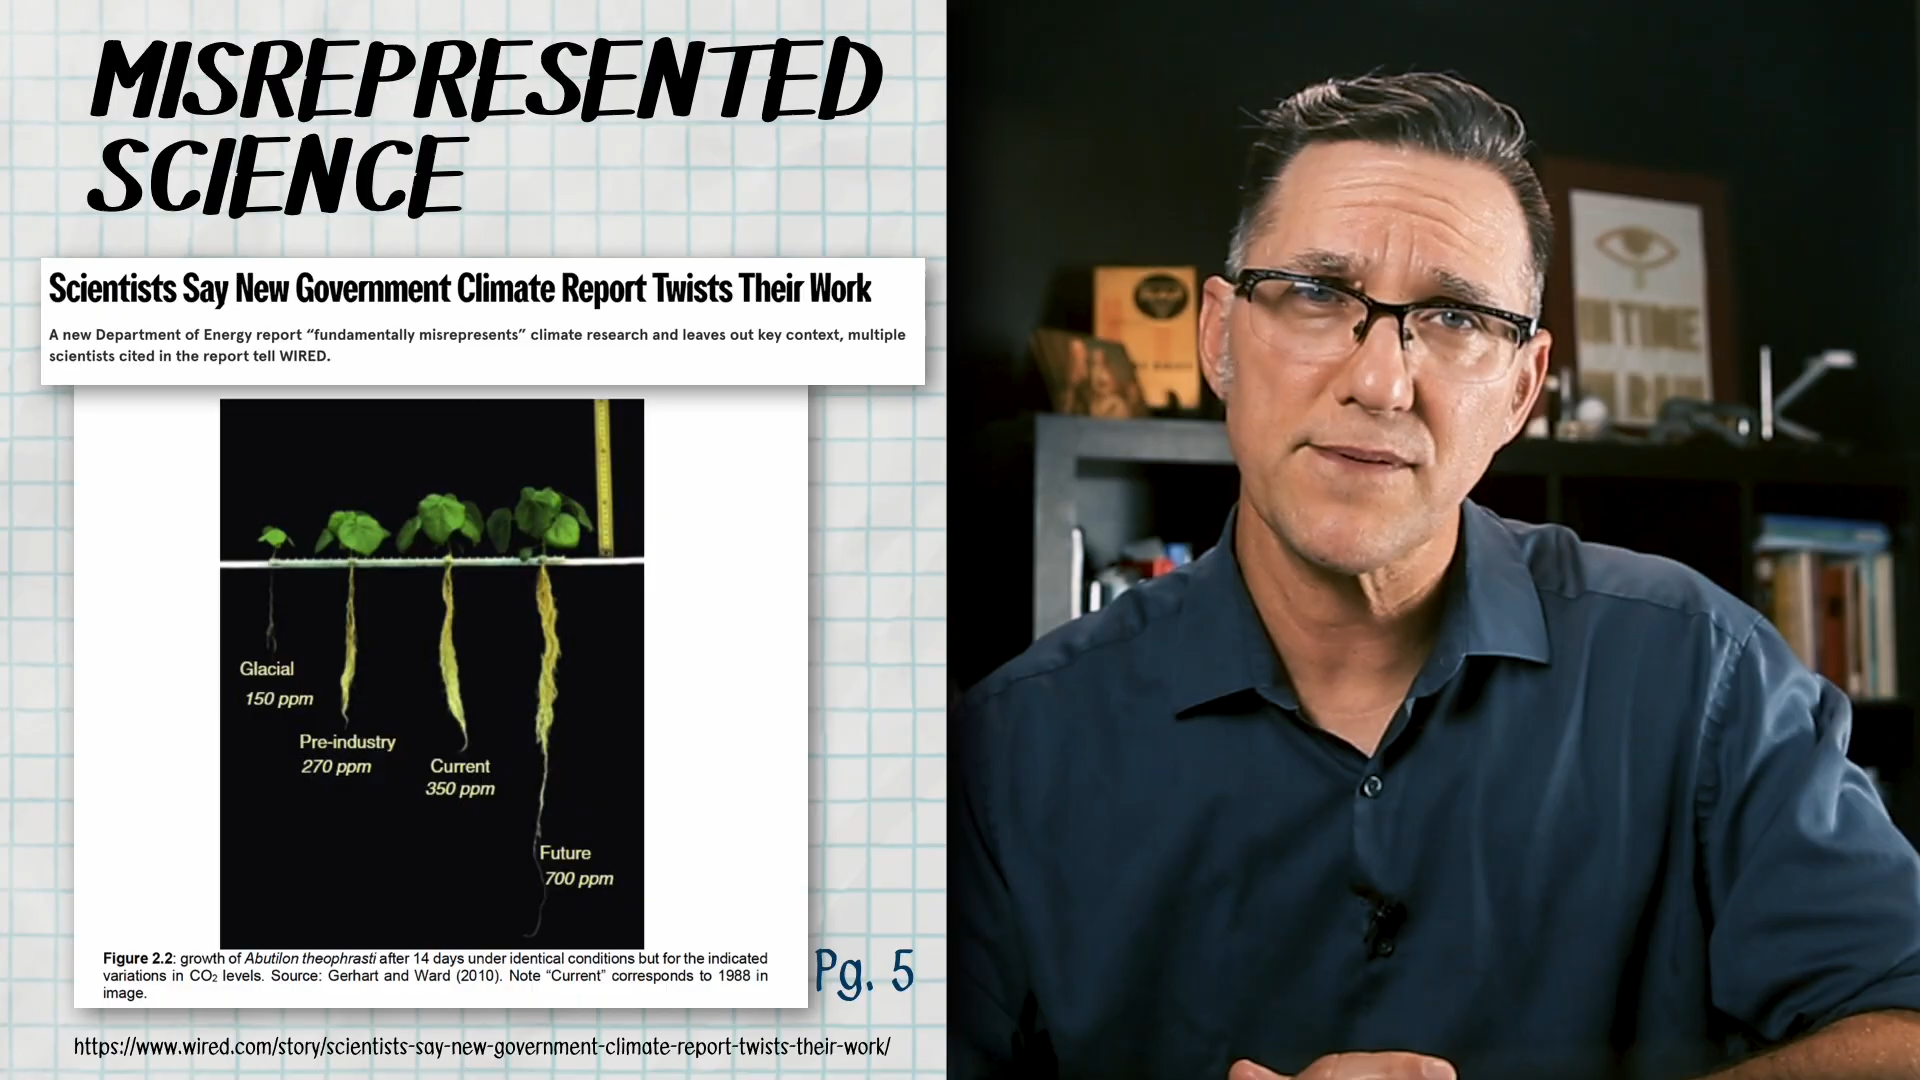 MISREPRESENTED
SCIENCE
Scientists Say New Government Climate Report Twists Their Work
A new Department of Energy report “fundamentally misrepresents” climate research and leaves out key context, multiple
scientists cited in the report tell WIRED.
Glacial
150 ppm
Pre-industry
270 ppm
Current
350 ppm
Future
700 ppm
Figure 2.2: growth of Abutilon theophrasti after 14 days under identical conditions but for the indicated
variations in CO₂ levels. Source: Gerhart and Ward (2010). Note “Current” corresponds to 1988 in
image.
Pg. 5
https://www.wired.com/story/scientists-say-new-government-climate-report-twists-their-work/
IN TIME